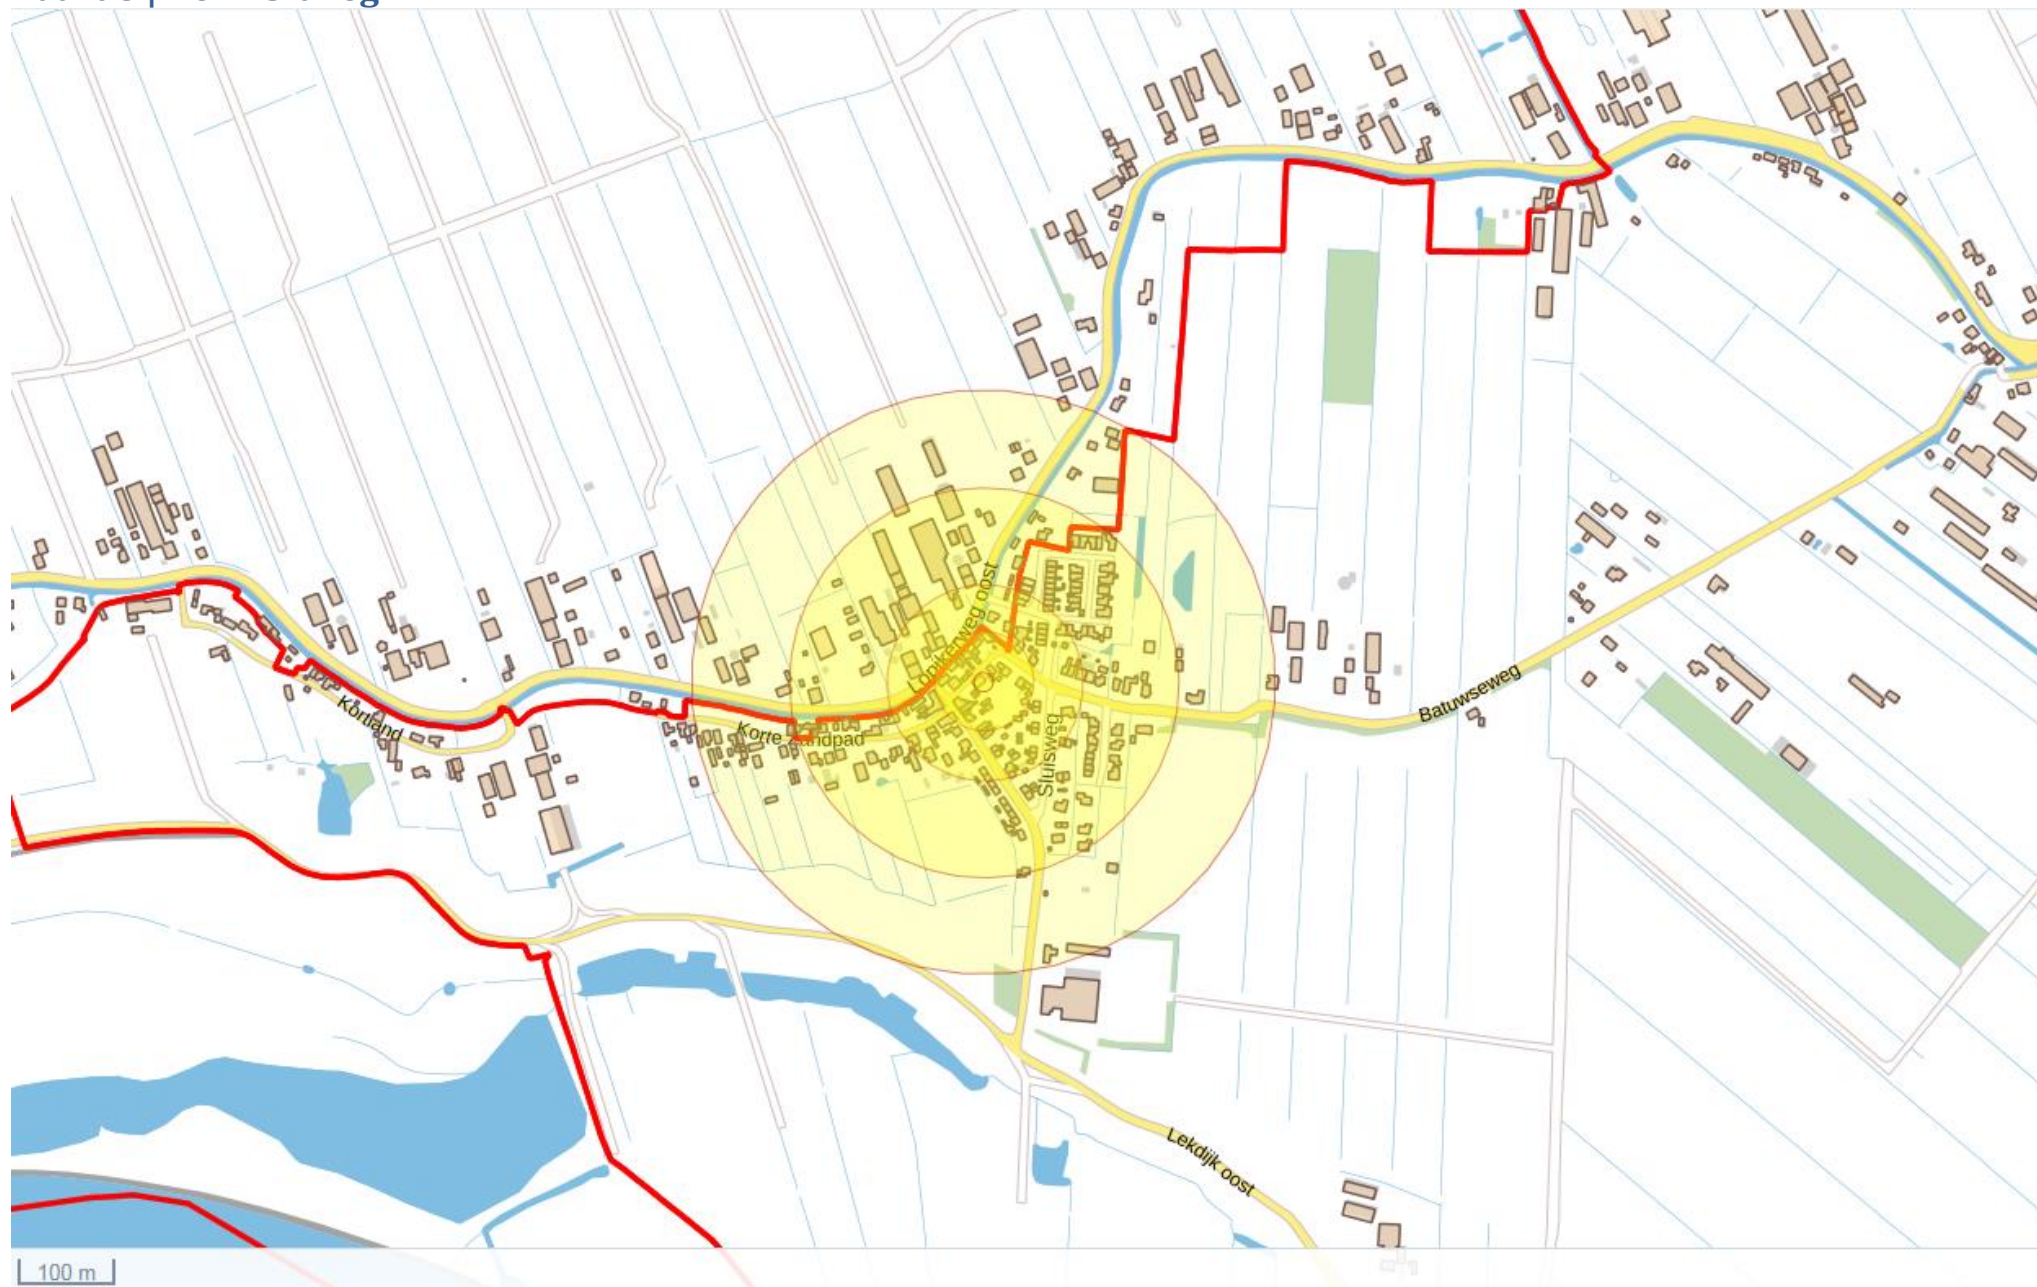 Lopikerweg oost
Kortland
Korte Zandpad
Sluisweg
Batuwseweg
Lekdijk oost
100 m